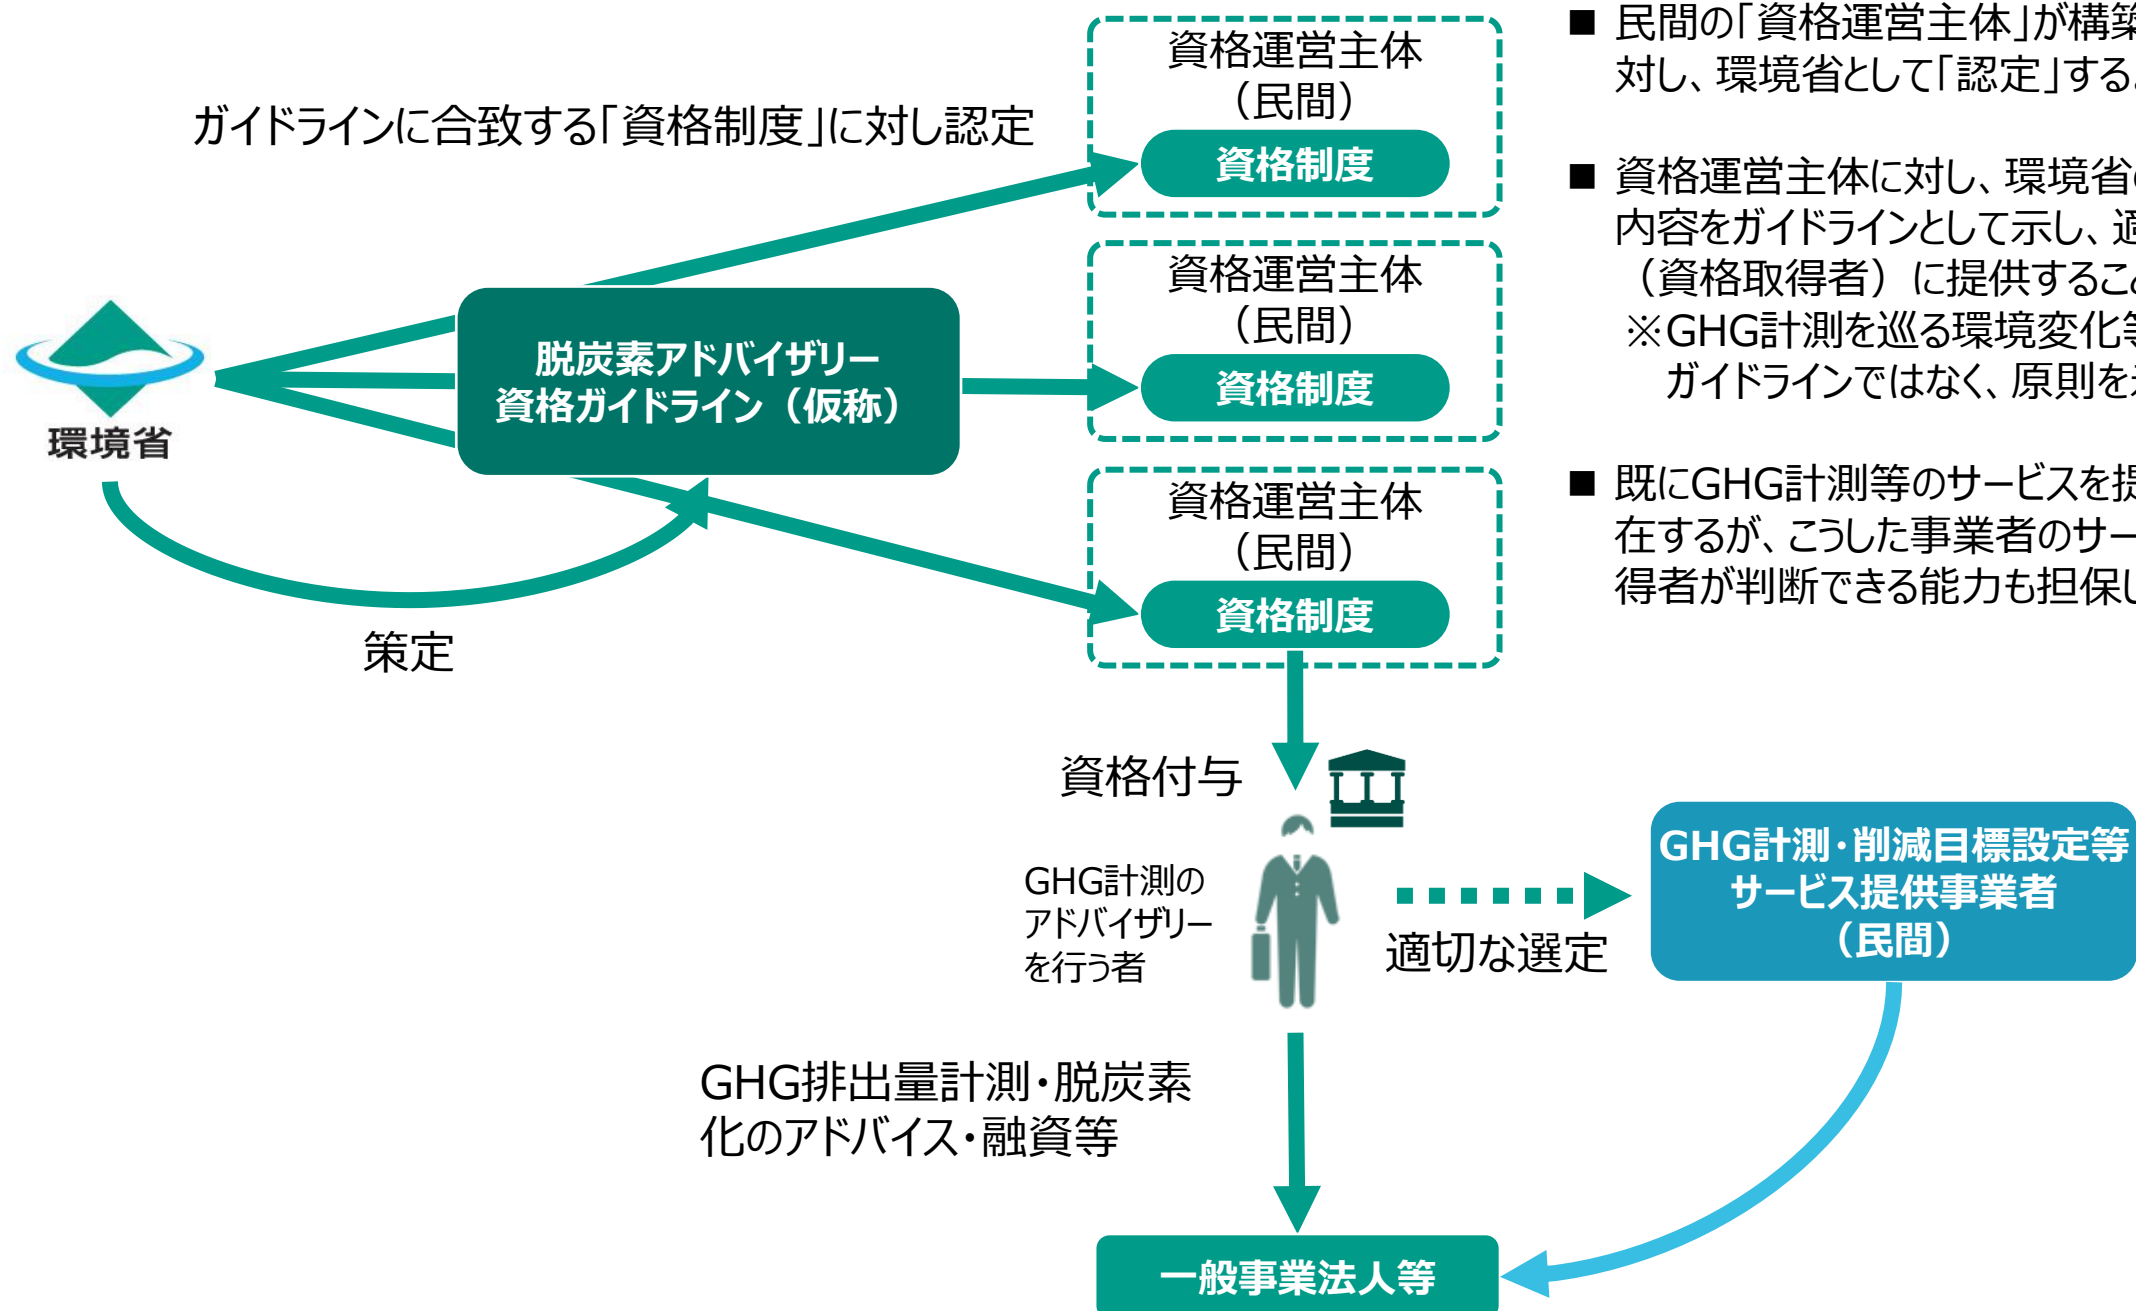 ガイドラインに合致する「資格制度」に対し認定
環境省
脱炭素アドバイザリー
資格ガイドライン（仮称）
策定
資格運営主体
（民間）
資格制度
資格運営主体
（民間）
資格制度
資格運営主体
（民間）
資格制度
■ 民間の「資格運営主体」が構築
対し、環境省として「認定」する
■ 資格運営主体に対し、環境省
内容をガイドラインとして示し、
（資格取得者）に提供するこ
※GHG計測を巡る環境変化等
ガイドラインではなく、原則を
■ 既にGHG計測等のサービスを提
在するが、こうした事業者のサー
得者が判断できる能力も担保し
資格付与
GHG計測の
アドバイザリー
を行う者
適切な選定
GHG計測・削減目標設定等
サービス提供事業者
（民間）
GHG排出量計測・脱炭素
化のアドバイス・融資等
一般事業法人等